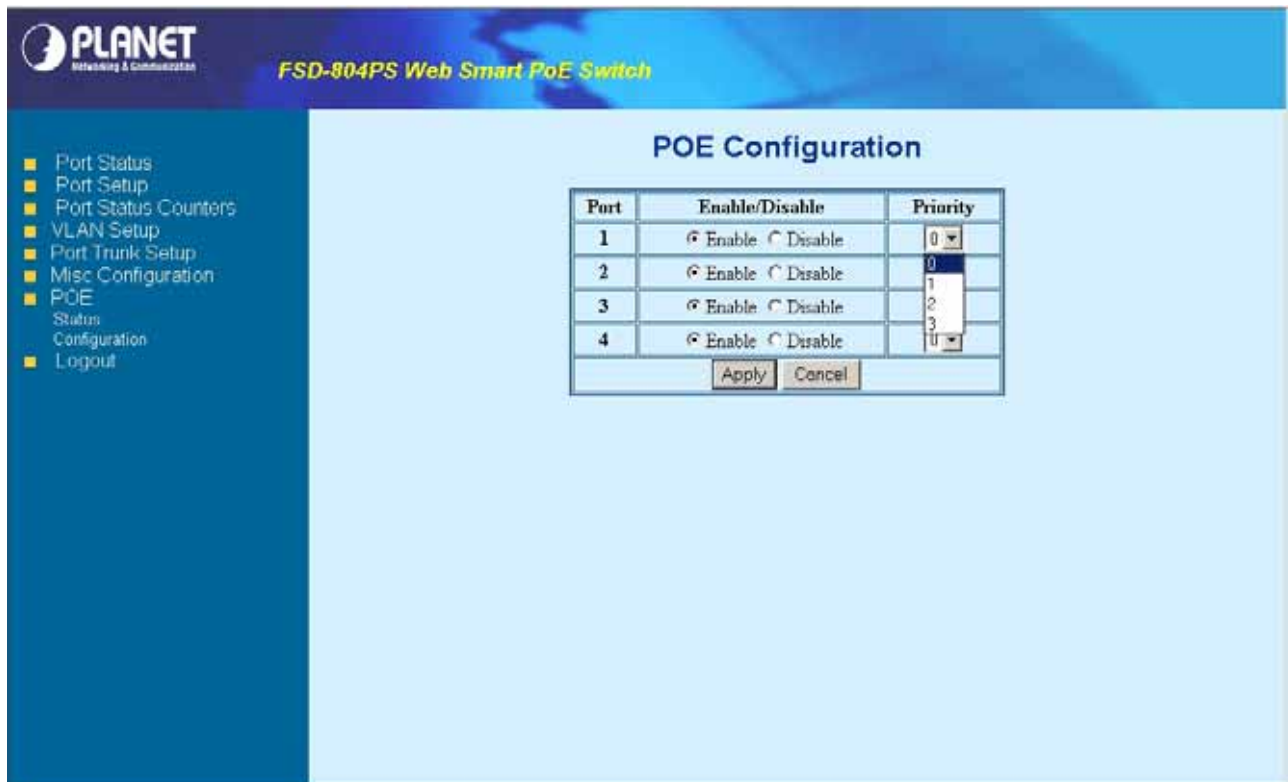 PLANET
Networking & Communication
FSD-804PS Web Smart PoE Switch
Port Status
Port Setup
Port Status Counters
VLAN Setup
Port Trunk Setup
Misc Configuration
POE
Status
Configuration
Logout
POE Configuration
Port Enable/Disable Priority
1 Enable Disable 0
2 Enable Disable 0
1
3 Enable Disable 2
3
4 Enable Disable 0
Apply Cancel